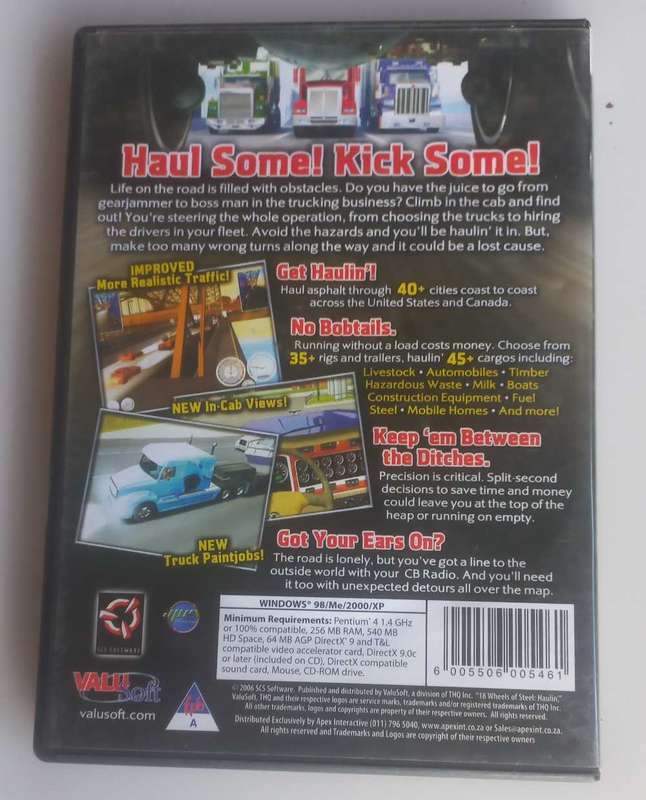 Haul Some! Kick Some!
Life on the road is filled with obstacles. Do you have the juice to go from
gearjammer to boss man in the trucking business? Climb in the cab and find
out! You're steering the whole operation, from choosing the trucks to hiring
the drivers in your fleet. Avoid the hazards and you'll be haulin' it in. But,
make too many wrong turns along the way and it could be a lost cause.
IMPROVED
More Realistic Traffic!
Get Haulin'!
Haul asphalt through 40+ cities coast to coast
across the United States and Canada.
No Bobtails.
Running without a load costs money. Choose from
35+ rigs and trailers, haulin' 45+ cargos including:
Livestock • Automobiles • Timber
Hazardous Waste • Milk • Boats
Construction Equipment • Fuel
Steel • Mobile Homes • And more!
NEW In-Cab Views!
Keep 'em Between
the Ditches.
Precision is critical. Split-second
decisions to save time and money
could leave you at the top of the
heap or running on empty.
NEW
Truck Paintjobs!
Got Your Ears On?
The road is lonely, but you've got a line to the
outside world with your CB Radio. And you'll need
it too with unexpected detours all over the map.
SCS SOFTWARE
WINDOWS® 98/Me/2000/XP
Minimum Requirements: Pentium® 4 1.4 GHz
or 100% compatible, 256 MB RAM, 540 MB
HD Space, 64 MB AGP DirectX® 9 and T&L
compatible video accelerator card, DirectX 9.0c
or later (included on CD), DirectX compatible
sound card, Mouse, CD-ROM drive.
6 005506 005461
VALUSoft
valusoft.com
fpb
A
© 2006 SCS Software. Published and distributed by ValuSoft, a division of THQ Inc. "18 Wheels of Steel: Haulin,"
ValuSoft, THQ and their respective logos are service marks, trademarks and/or registered trademarks of THQ Inc.
All other trademarks, logos and copyrights are property of their respective owners. All rights reserved.
Distributed Exclusively by Apex Interactive (011) 796 5040, www.apexint.co.za or Sales@apexint.co.za.
All rights reserved and Trademark and Logos are copyright of their respective owners